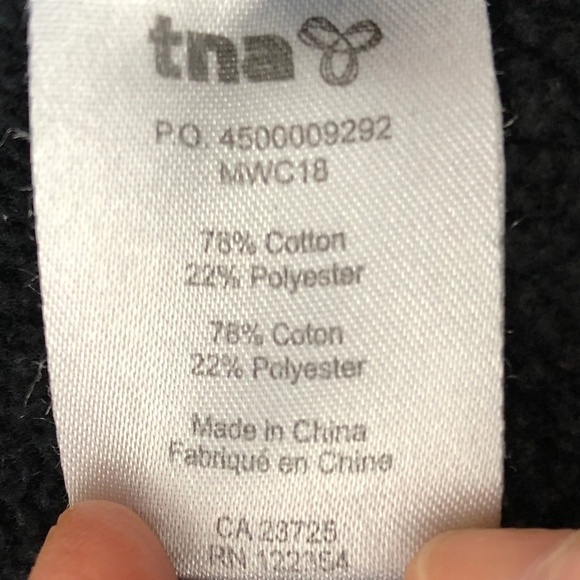 tna
P.O. 4500009292
MWC18
78% Cotton
22% Polyester
78% Coton
22% Polyester
Made in China
Fabriqué en Chine
CA 23725
RN